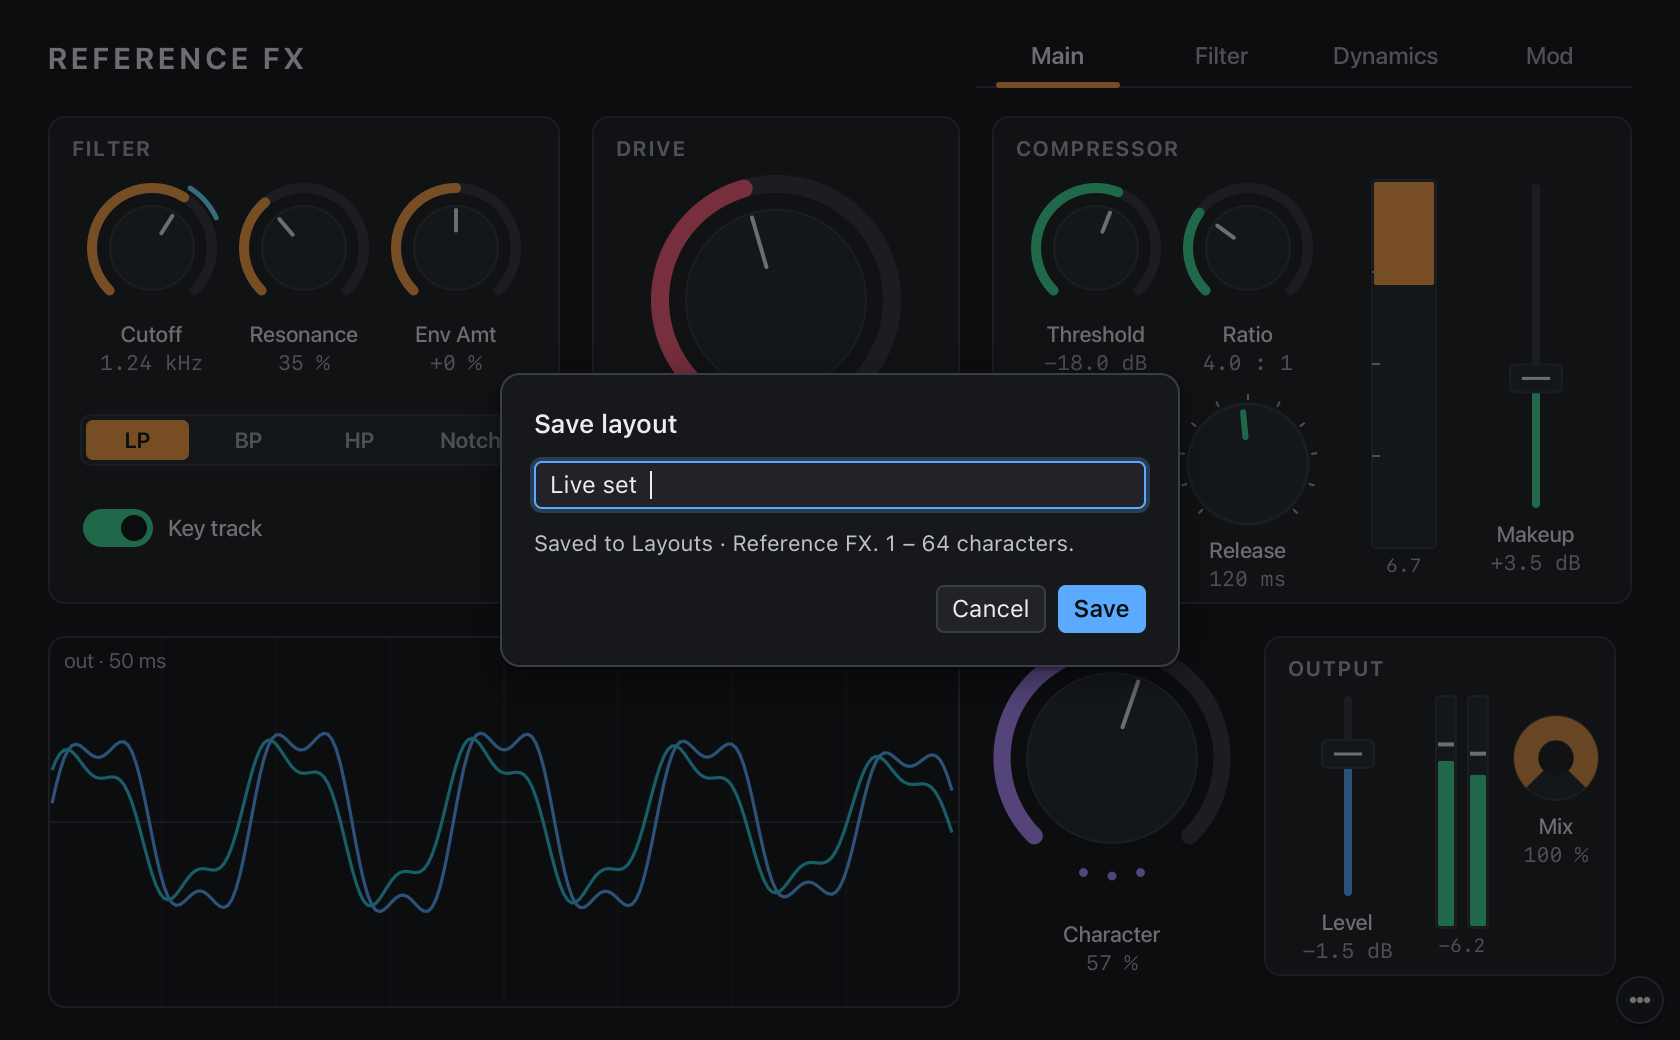 REFERENCE FX
Main Filter Dynamics Mod
FILTER
Cutoff Resonance Env Amt
1.24 kHz 35 % +0 %
LP BP HP Notch
Key track
DRIVE
COMPRESSOR
Threshold Ratio
−18.0 dB 4.0 : 1
Release
120 ms
6.7
Makeup
+3.5 dB
Save layout
Live set
Saved to Layouts · Reference FX. 1 – 64 characters.
Cancel Save
out · 50 ms
Character
57 %
OUTPUT
Level
−1.5 dB
−6.2
Mix
100 %